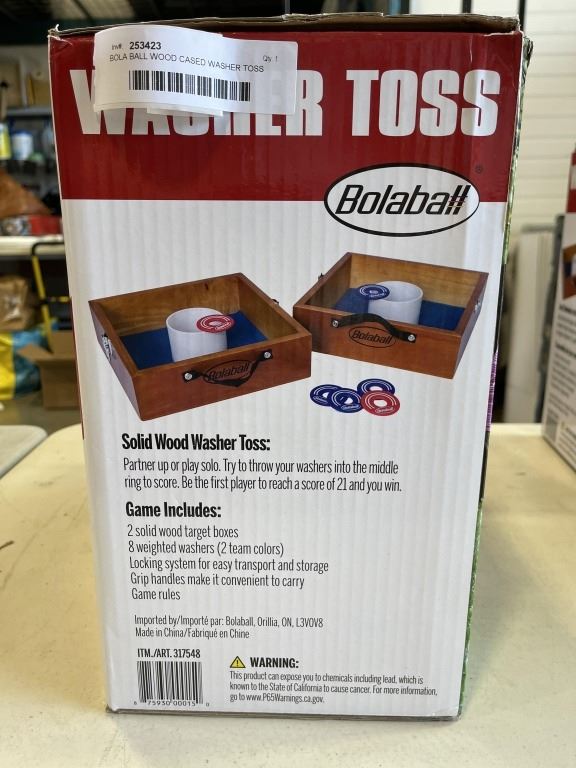 Inv#. 253423 Qty. 1
BOLA BALL WOOD CASED WASHER TOSS
WASHER TOSS
Bolaball
®
Bolaball
Bolaball
Solid Wood Washer Toss:
Partner up or play solo. Try to throw your washers into the middle
ring to score. Be the first player to reach a score of 21 and you win.
Game Includes:
2 solid wood target boxes
8 weighted washers (2 team colors)
Locking system for easy transport and storage
Grip handles make it convenient to carry
Game rules
Imported by/Importé par: Bolaball, Orillia, ON, L3V0V8
Made in China/Fabriqué en Chine
ITM./ART. 317548
6 75930 00015 0
WARNING:
This product can expose you to chemicals including lead, which is
known to the State of California to cause cancer. For more information,
go to www.P65Warnings.ca.gov.